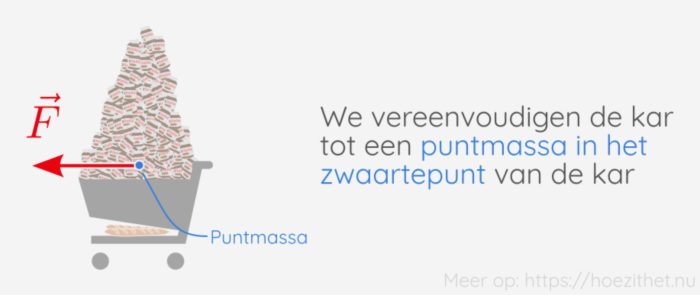 F
We vereenvoudigen de kar
tot een puntmassa in het
zwaartepunt van de kar
Puntmassa
Meer op: https://hoezithet.nu